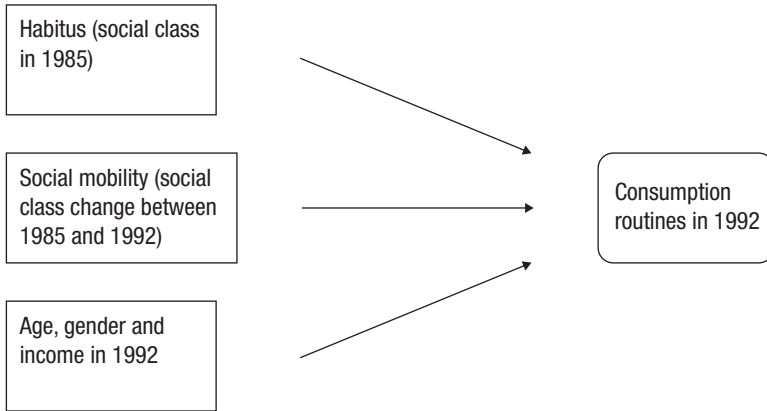 Habitus (social class
in 1985)
Social mobility (social
class change between
1985 and 1992)
Age, gender and
income in 1992
Consumption
routines in 1992